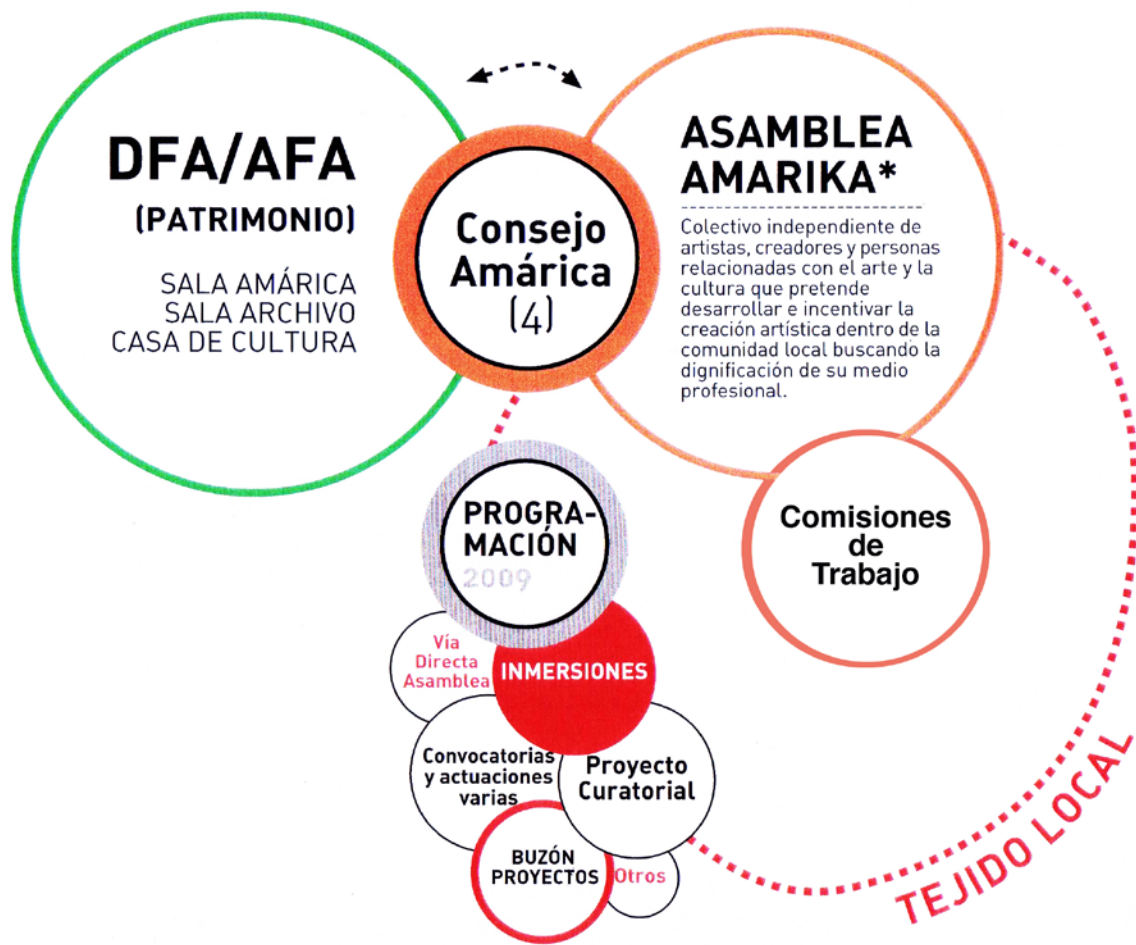 DFA/AFA
(PATRIMONIO)
SALA AMÁRICA
SALA ARCHIVO
CASA DE CULTURA
Consejo
Amárica
(4)
ASAMBLEA
AMARIKA*
Colectivo independiente de
artistas, creadores y personas
relacionadas con el arte y la
cultura que pretende
desarrollar e incentivar la
creación artística dentro de la
comunidad local buscando la
dignificación de su medio
profesional.
Comisiones
de
Trabajo
PROGRA-
MACIÓN
2009
Vía
Directa
Asamblea
INMERSIONES
Convocatorias
y actuaciones
varias
Proyecto
Curatorial
BUZÓN
PROYECTOS
Otros
TEJIDO LOCAL